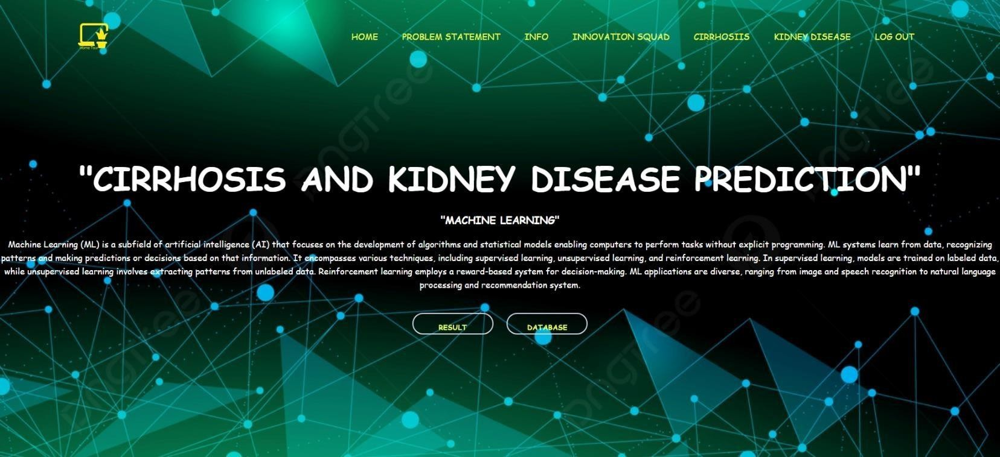 Home Tour
HOME PROBLEM STATEMENT INFO INNOVATION SQUAD CIRRHOSIIS KIDNEY DISEASE LOG OUT
"CIRRHOSIS AND KIDNEY DISEASE PREDICTION"
"MACHINE LEARNING"
Machine Learning (ML) is a subfield of artificial intelligence (AI) that focuses on the development of algorithms and statistical models enabling computers to perform tasks without explicit programming. ML systems learn from data, recognizing
patterns and making predictions or decisions based on that information. It encompasses various techniques, including supervised learning, unsupervised learning, and reinforcement learning. In supervised learning, models are trained on labeled data,
while unsupervised learning involves extracting patterns from unlabeled data. Reinforcement learning employs a reward-based system for decision-making. ML applications are diverse, ranging from image and speech recognition to natural language
processing and recommendation system.
RESULT DATABASE
pngtree
pngtree
pngtree
pngtree